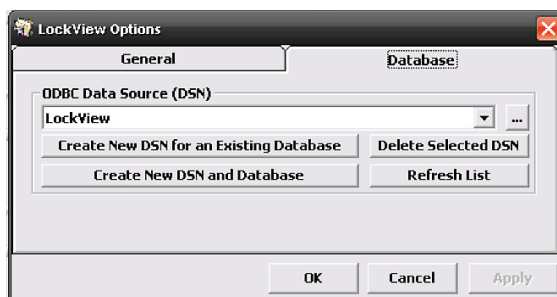 LockView Options
General
Database
ODBC Data Source (DSN)
LockView
...
Create New DSN for an Existing Database
Delete Selected DSN
Create New DSN and Database
Refresh List
OK
Cancel
Apply